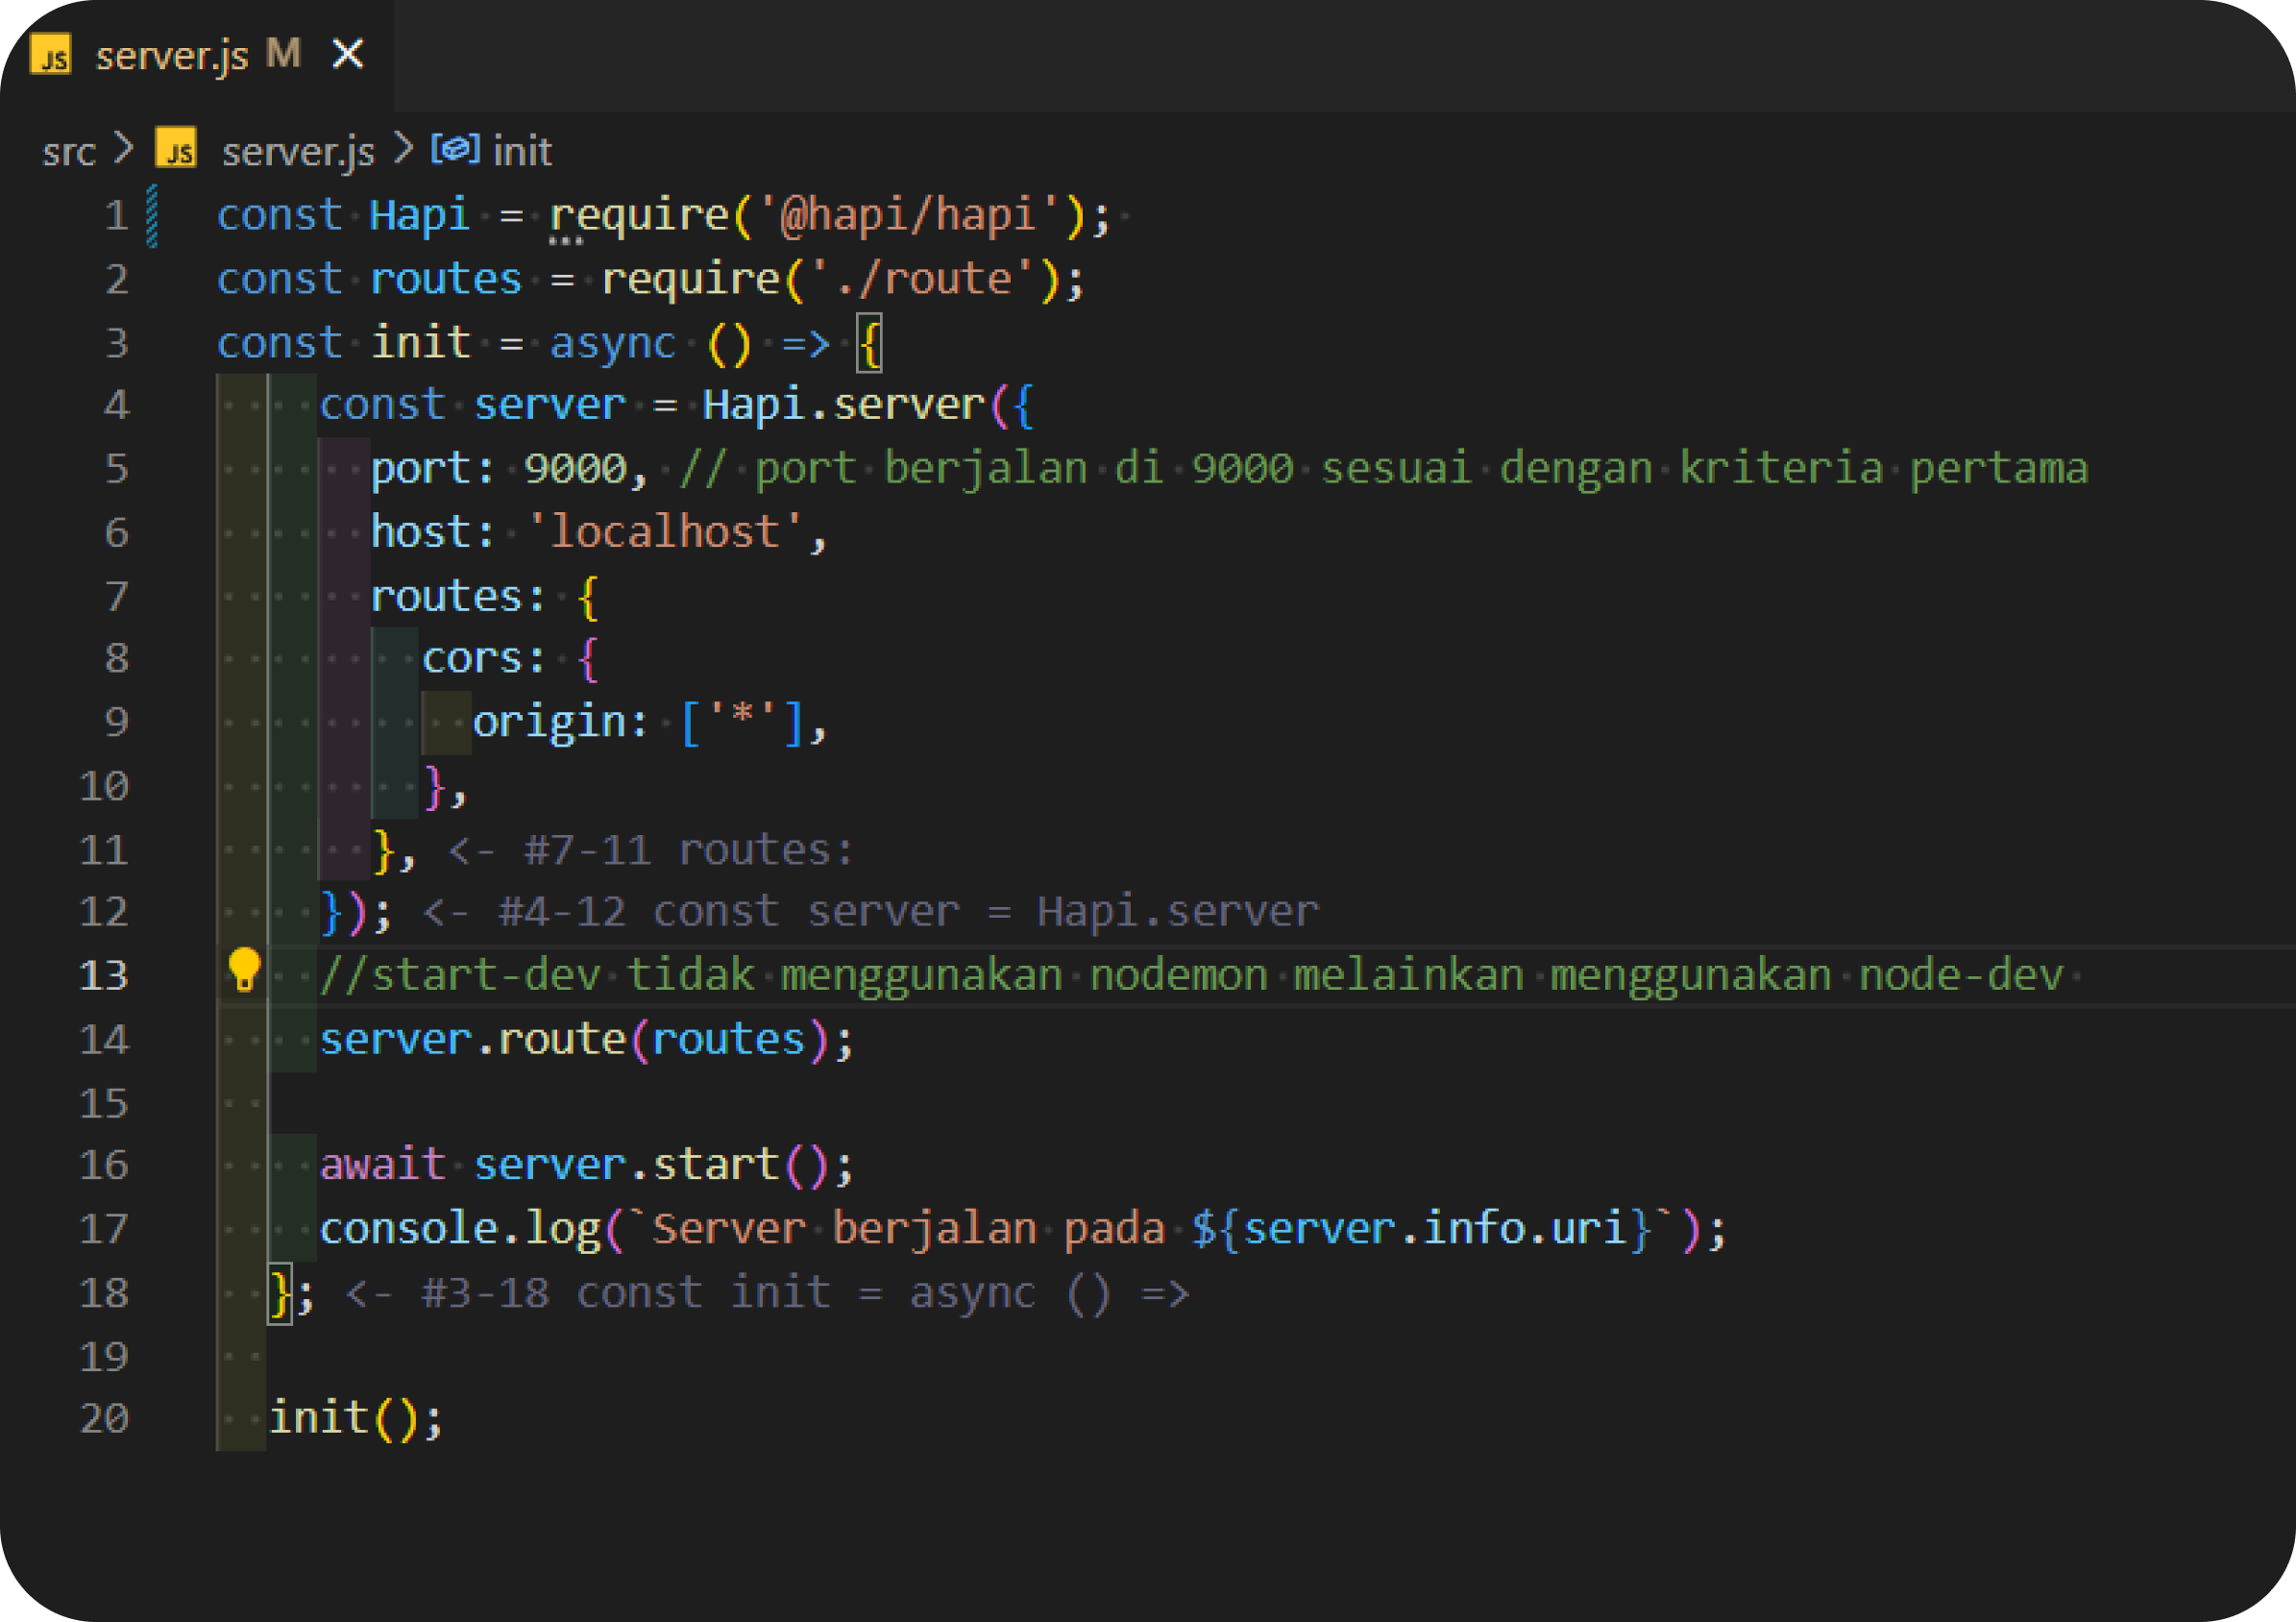 JS server.js M ×
src > JS server.js > init
1 const Hapi = require('@hapi/hapi');
2 const routes = require('./route');
3 const init = async () => {
4     const server = Hapi.server({
5       port: 9000, // port berjalan di 9000 sesuai dengan kriteria pertama
6       host: 'localhost',
7       routes: {
8         cors: {
9           origin: ['*'],
10         },
11       }, <- #7-11 routes:
12     }); <- #4-12 const server = Hapi.server
13     //start-dev tidak menggunakan nodemon melainkan menggunakan node-dev
14     server.route(routes);
15
16     await server.start();
17     console.log(`Server berjalan pada ${server.info.uri}`);
18   }; <- #3-18 const init = async () =>
19
20   init();